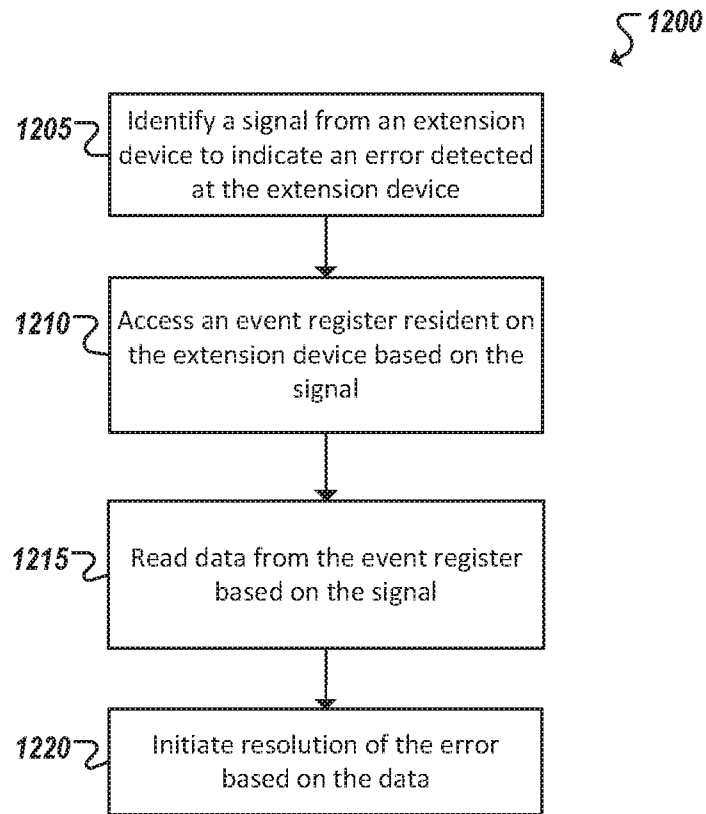 1200
1205
Identify a signal from an extension
device to indicate an error detected
at the extension device
1210
Access an event register resident on
the extension device based on the
signal
1215
Read data from the event register
based on the signal
1220
Initiate resolution of the error
based on the data